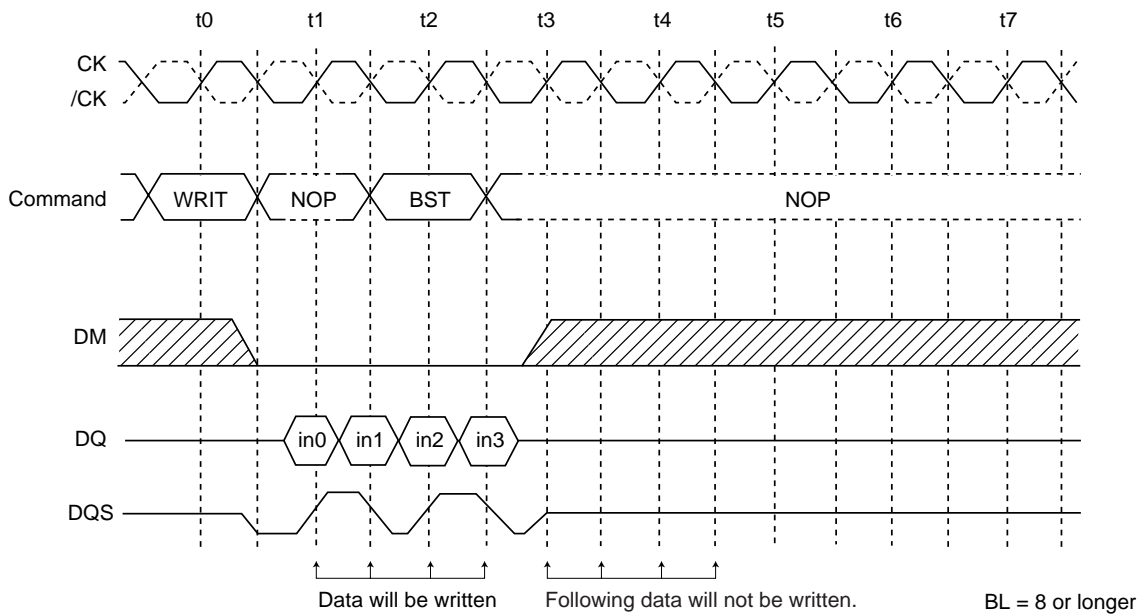 t0 t1 t2 t3 t4 t5 t6 t7
CK
/CK
Command WRIT NOP BST NOP
DM
DQ in0 in1 in2 in3
DQS
Data will be written Following data will not be written. BL = 8 or longer